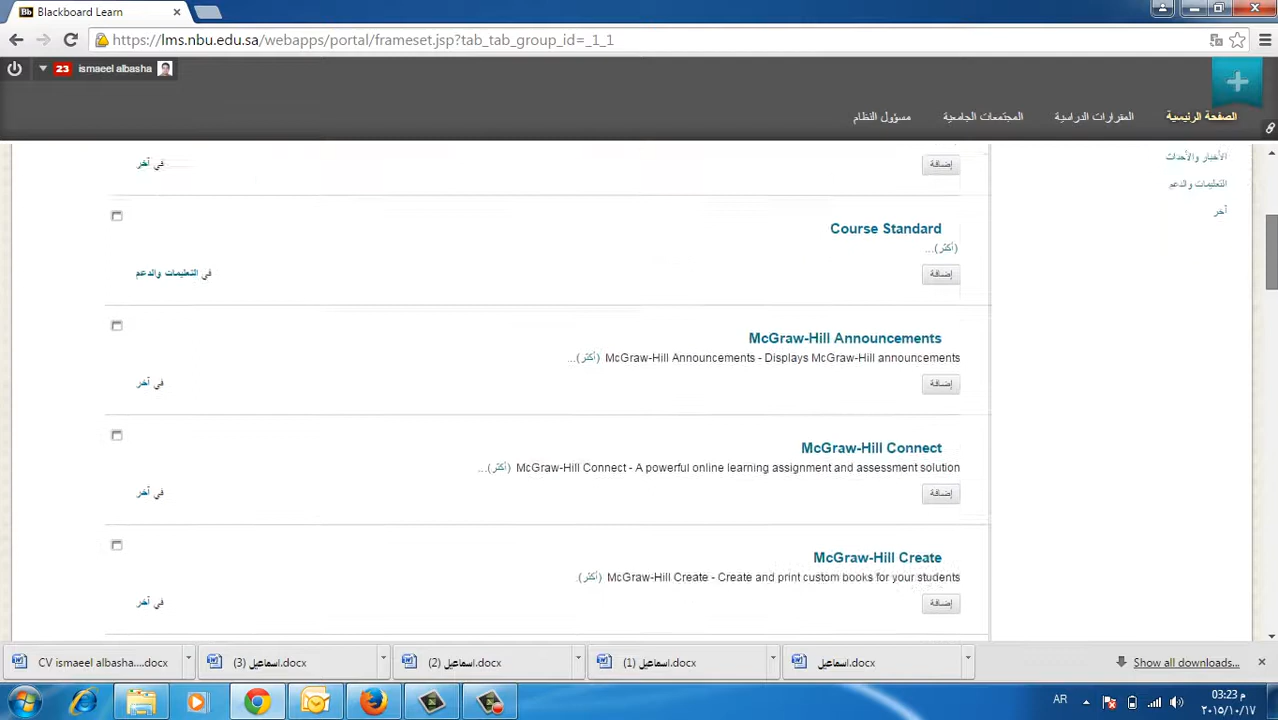 Blackboard Learn
https://lms.nbu.edu.sa/webapps/portal/frameset.jsp?tab_tab_group_id=_1_1
23 ismaeel albasha
الصفحة الرئيسية المقرارات الدراسية المجتمعات الجامعية مسؤول النظام
الأخبار والأحداث
التعليمات والدعم
آخر
إضافة
في آخر
Course Standard
(أكثر)...
إضافة
في التعليمات والدعم
McGraw-Hill Announcements
McGraw-Hill Announcements - Displays McGraw-Hill announcements (أكثر)...
إضافة
في آخر
McGraw-Hill Connect
McGraw-Hill Connect - A powerful online learning assignment and assessment solution (أكثر)...
إضافة
في آخر
McGraw-Hill Create
McGraw-Hill Create - Create and print custom books for your students (أكثر).
إضافة
في آخر
CV ismaeel albasha....docx
اسماعيل (3).docx
اسماعيل (2).docx
اسماعيل (1).docx
اسماعيل.docx
Show all downloads...
AR
03:23 م
٢٠١٥/١٠/١٧